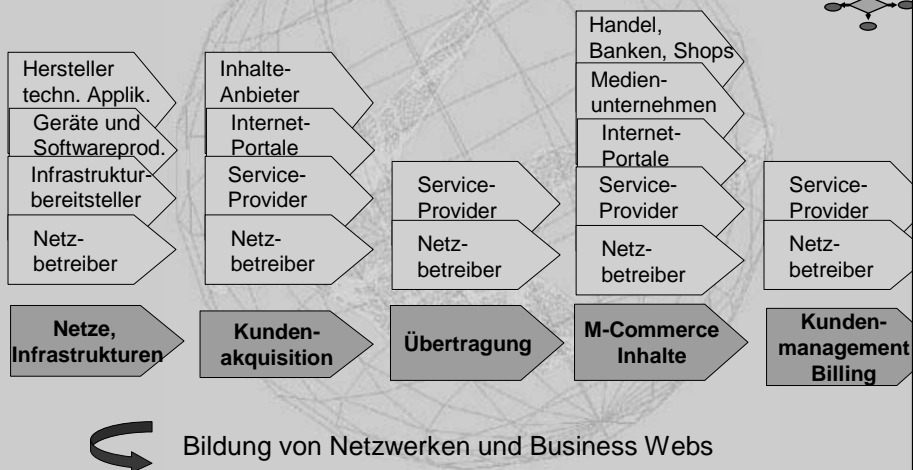 Hersteller
techn. Applik.
Geräte und
Softwareprod.
Infrastruktur-
bereitsteller
Netz-
betreiber
Netze,
Infrastrukturen
Inhalte-
Anbieter
Internet-
Portale
Service-
Provider
Netz-
betreiber
Kunden-
akquisition
Service-
Provider
Netz-
betreiber
Übertragung
Handel,
Banken, Shops
Medien-
unternehmen
Internet-
Portale
Service-
Provider
Netz-
betreiber
M-Commerce
Inhalte
Service-
Provider
Netz-
betreiber
Kunden-
management
Billing
Bildung von Netzwerken und Business Webs